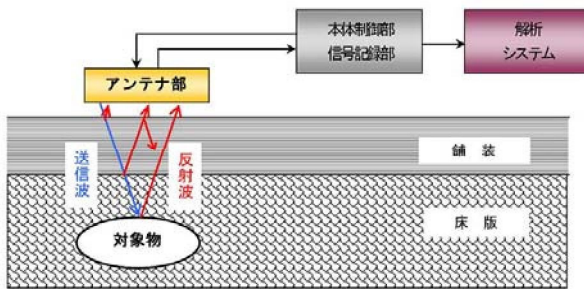 本体制御部
信号記録部
解析
システム
アンテナ部
送信波
反射波
舗 装
床 版
対象物